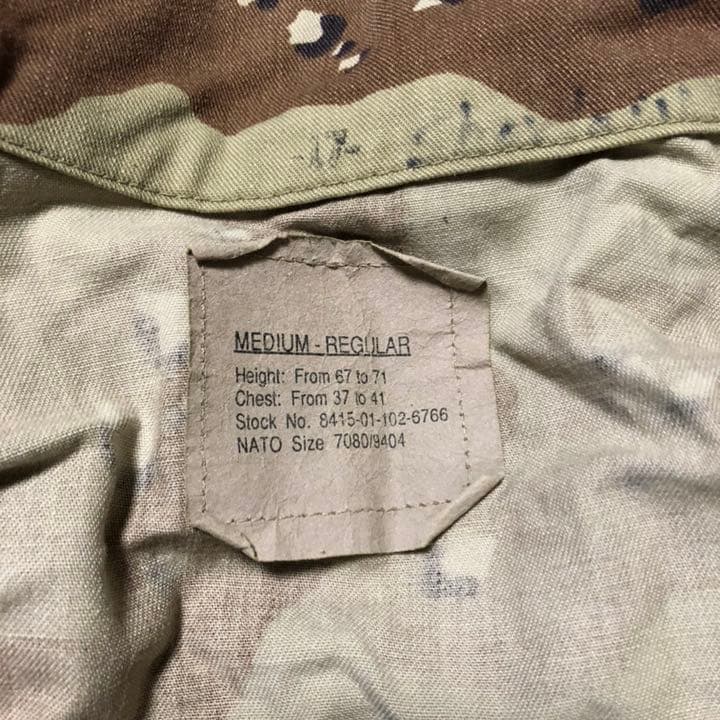 MEDIUM - REGULAR
Height: From 67 to 71
Chest: From 37 to 41
Stock No. 8415-01-102-6766
NATO Size 7080/9404